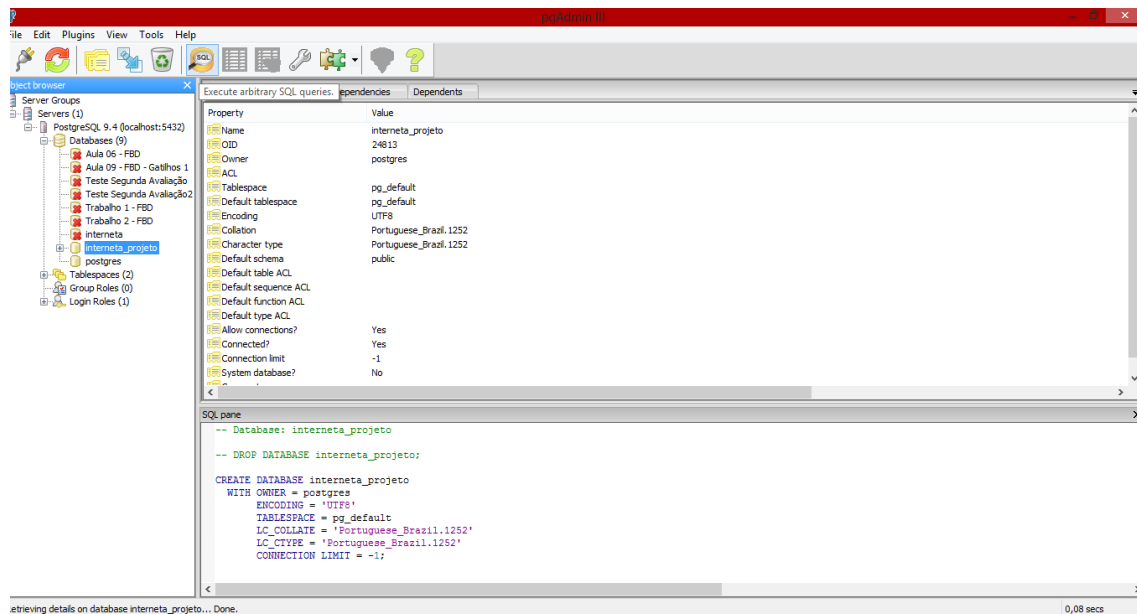 pgAdmin III
File Edit Plugins View Tools Help
SQL
Object browser
Server Groups
Servers (1)
PostgreSQL 9.4 (localhost:5432)
Databases (9)
Aula 06 - FBD
Aula 09 - FBD - Gatilhos 1
Teste Segunda Avaliação
Teste Segunda Avaliação2
Trabalho 1 - FBD
Trabalho 2 - FBD
interneta
interneta_projeto
postgres
Tablespaces (2)
Group Roles (0)
Login Roles (1)
Execute arbitrary SQL queries. ependencies Dependents
Property Value
Name interneta_projeto
OID 24813
Owner postgres
ACL
Tablespace pg_default
Default tablespace pg_default
Encoding UTF8
Collation Portuguese_Brazil.1252
Character type Portuguese_Brazil.1252
Default schema public
Default table ACL
Default sequence ACL
Default function ACL
Default type ACL
Allow connections? Yes
Connected? Yes
Connection limit -1
System database? No
SQL pane
-- Database: interneta_projeto
-- DROP DATABASE interneta_projeto;
CREATE DATABASE interneta_projeto
WITH OWNER = postgres
ENCODING = 'UTF8'
TABLESPACE = pg_default
LC_COLLATE = 'Portuguese_Brazil.1252'
LC_CTYPE = 'Portuguese_Brazil.1252'
CONNECTION LIMIT = -1;
etrieving details on database interneta_projeto... Done. 0,08 secs